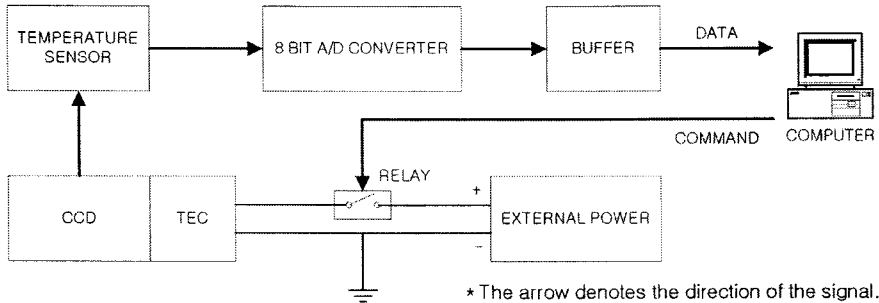 TEMPERATURE
SENSOR
8 BIT A/D CONVERTER
BUFFER
DATA
COMMAND
COMPUTER
RELAY
CCD
TEC
+
−
EXTERNAL POWER
* The arrow denotes the direction of the signal.